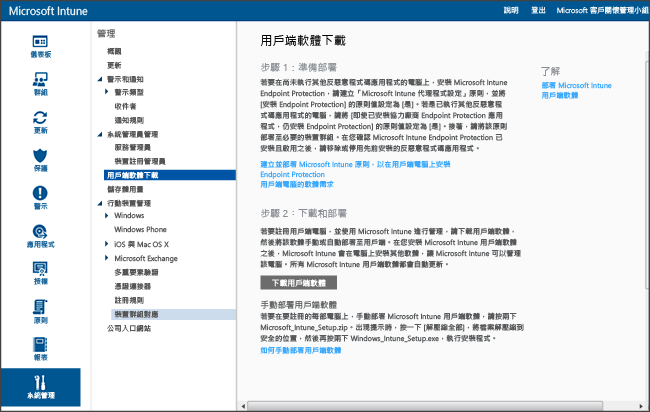 Microsoft Intune
說明
登出
Microsoft 客戶關懷管理小組
儀表板
群組
更新
保護
警示
應用程式
授權
原則
報表
系統管理
管理
概觀
更新
警示和通知
警示類型
收件者
通知規則
系統管理員管理
服務管理員
裝置註冊管理員
用戶端軟體下載
儲存體用量
行動裝置管理
Windows
Windows Phone
iOS 與 Mac OS X
Microsoft Exchange
多重要素驗證
憑證連接器
註冊規則
裝置群組對應
公司入口網站
用戶端軟體下載
步驟 1：準備部署
若要在尚未執行其他反惡意程式碼應用程式的電腦上，安裝 Microsoft Intune
Endpoint Protection，請建立「Microsoft Intune 代理程式設定」原則，並將
[安裝 Endpoint Protection] 的原則值設定為 [是]。若是已執行其他反惡意程
式碼應用程式的電腦，請將 [即使已安裝協力廠商 Endpoint Protection 應用
程式，仍安裝 Endpoint Protection] 的原則值設定為 [是]。接著，請將該原則
部署至必要的裝置群組。在您確認 Microsoft Intune Endpoint Protection 已
安裝且啟用之後，請移除或停用先前安裝的反惡意程式碼應用程式。
建立並部署 Microsoft Intune 原則，以在用戶端電腦上安裝
Endpoint Protection
用戶端電腦的軟體需求
步驟 2：下載和部署
若要註冊用戶端電腦，並使用 Microsoft Intune 進行管理，請下載用戶端軟體，
然後將該軟體手動或自動部署至用戶端。在您安裝 Microsoft Intune 用戶端軟體
之後，Microsoft Intune 會在電腦上安裝其他軟體，讓 Microsoft Intune 可以管理
該電腦。所有 Microsoft Intune 用戶端軟體都會自動更新。
下載用戶端軟體
手動部署用戶端軟體
若要在要註冊的每部電腦上，手動部署 Microsoft Intune 用戶端軟體，請按兩下
Microsoft_Intune_Setup.zip。出現提示時，按一下 [解壓縮全部]，將檔案解壓縮到
安全的位置，然後再按兩下 Windows_Intune_Setup.exe，執行安裝程式。
如何手動部署用戶端軟體
了解
部署 Microsoft Intune
用戶端軟體